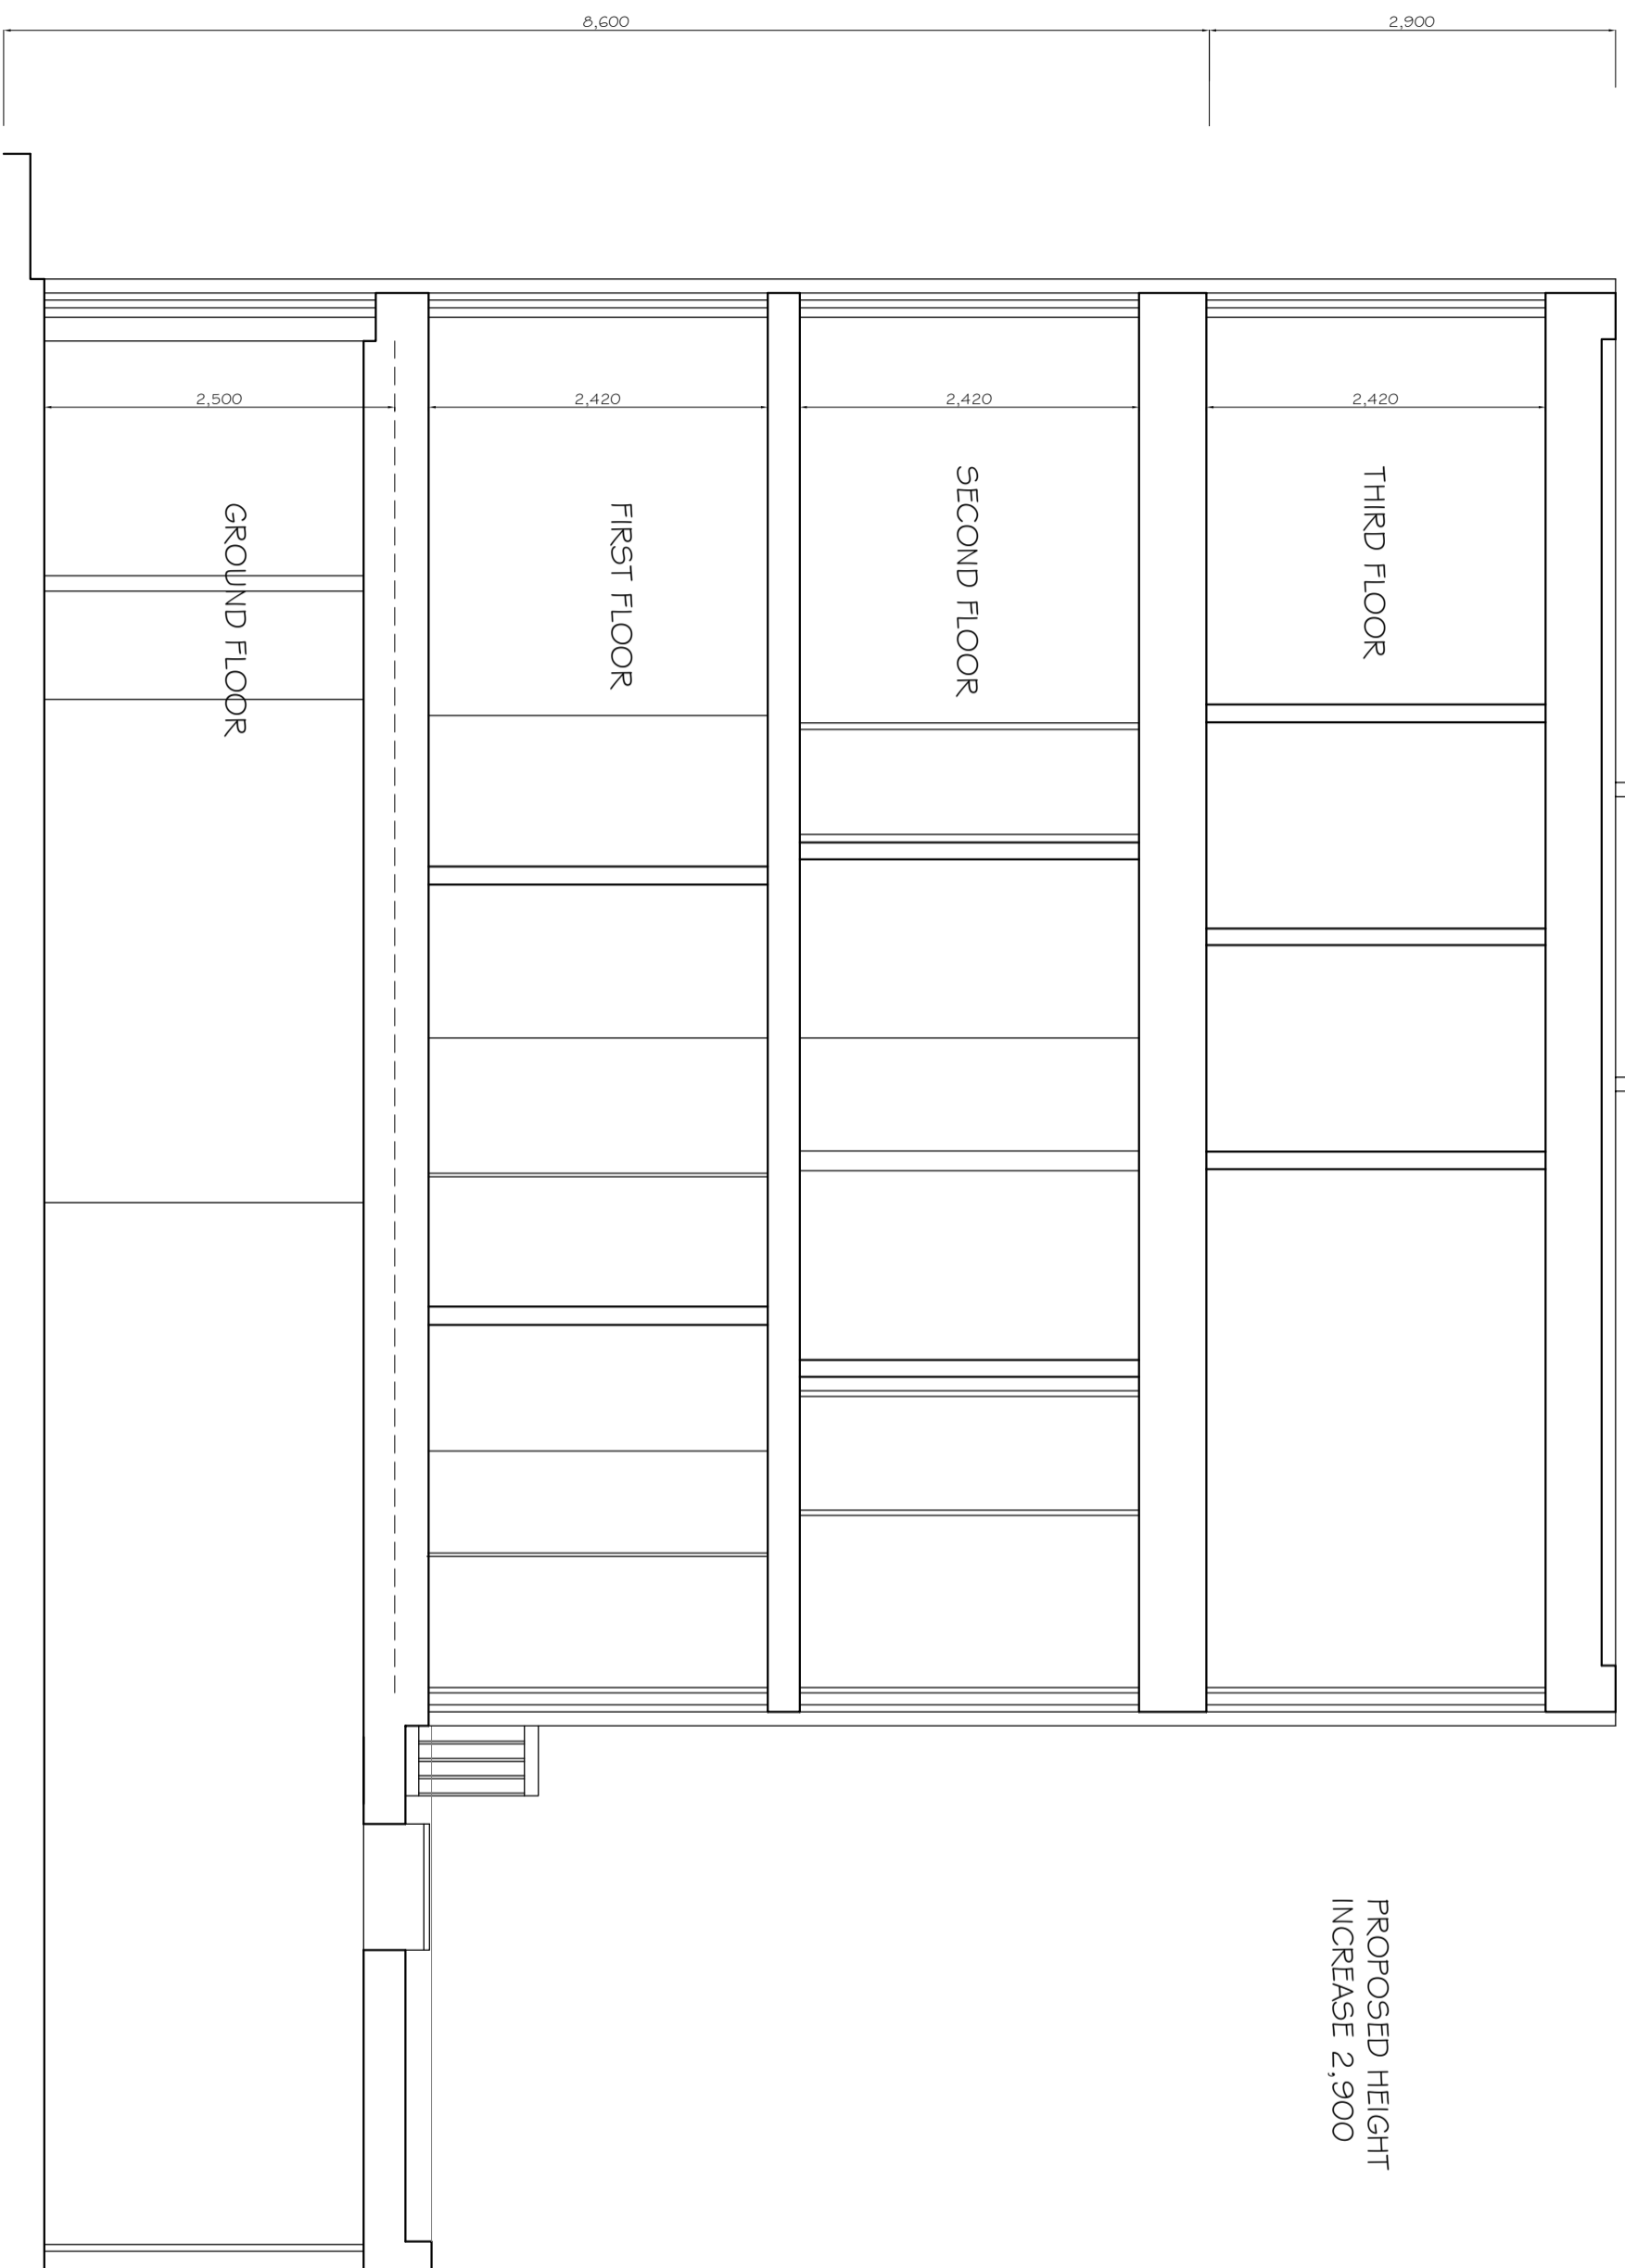 8,600
2,900
2,500
2,420
2,420
2,420
GROUND FLOOR
FIRST FLOOR
SECOND FLOOR
THIRD FLOOR
PROPOSED HEIGHT
INCREASE 2,900